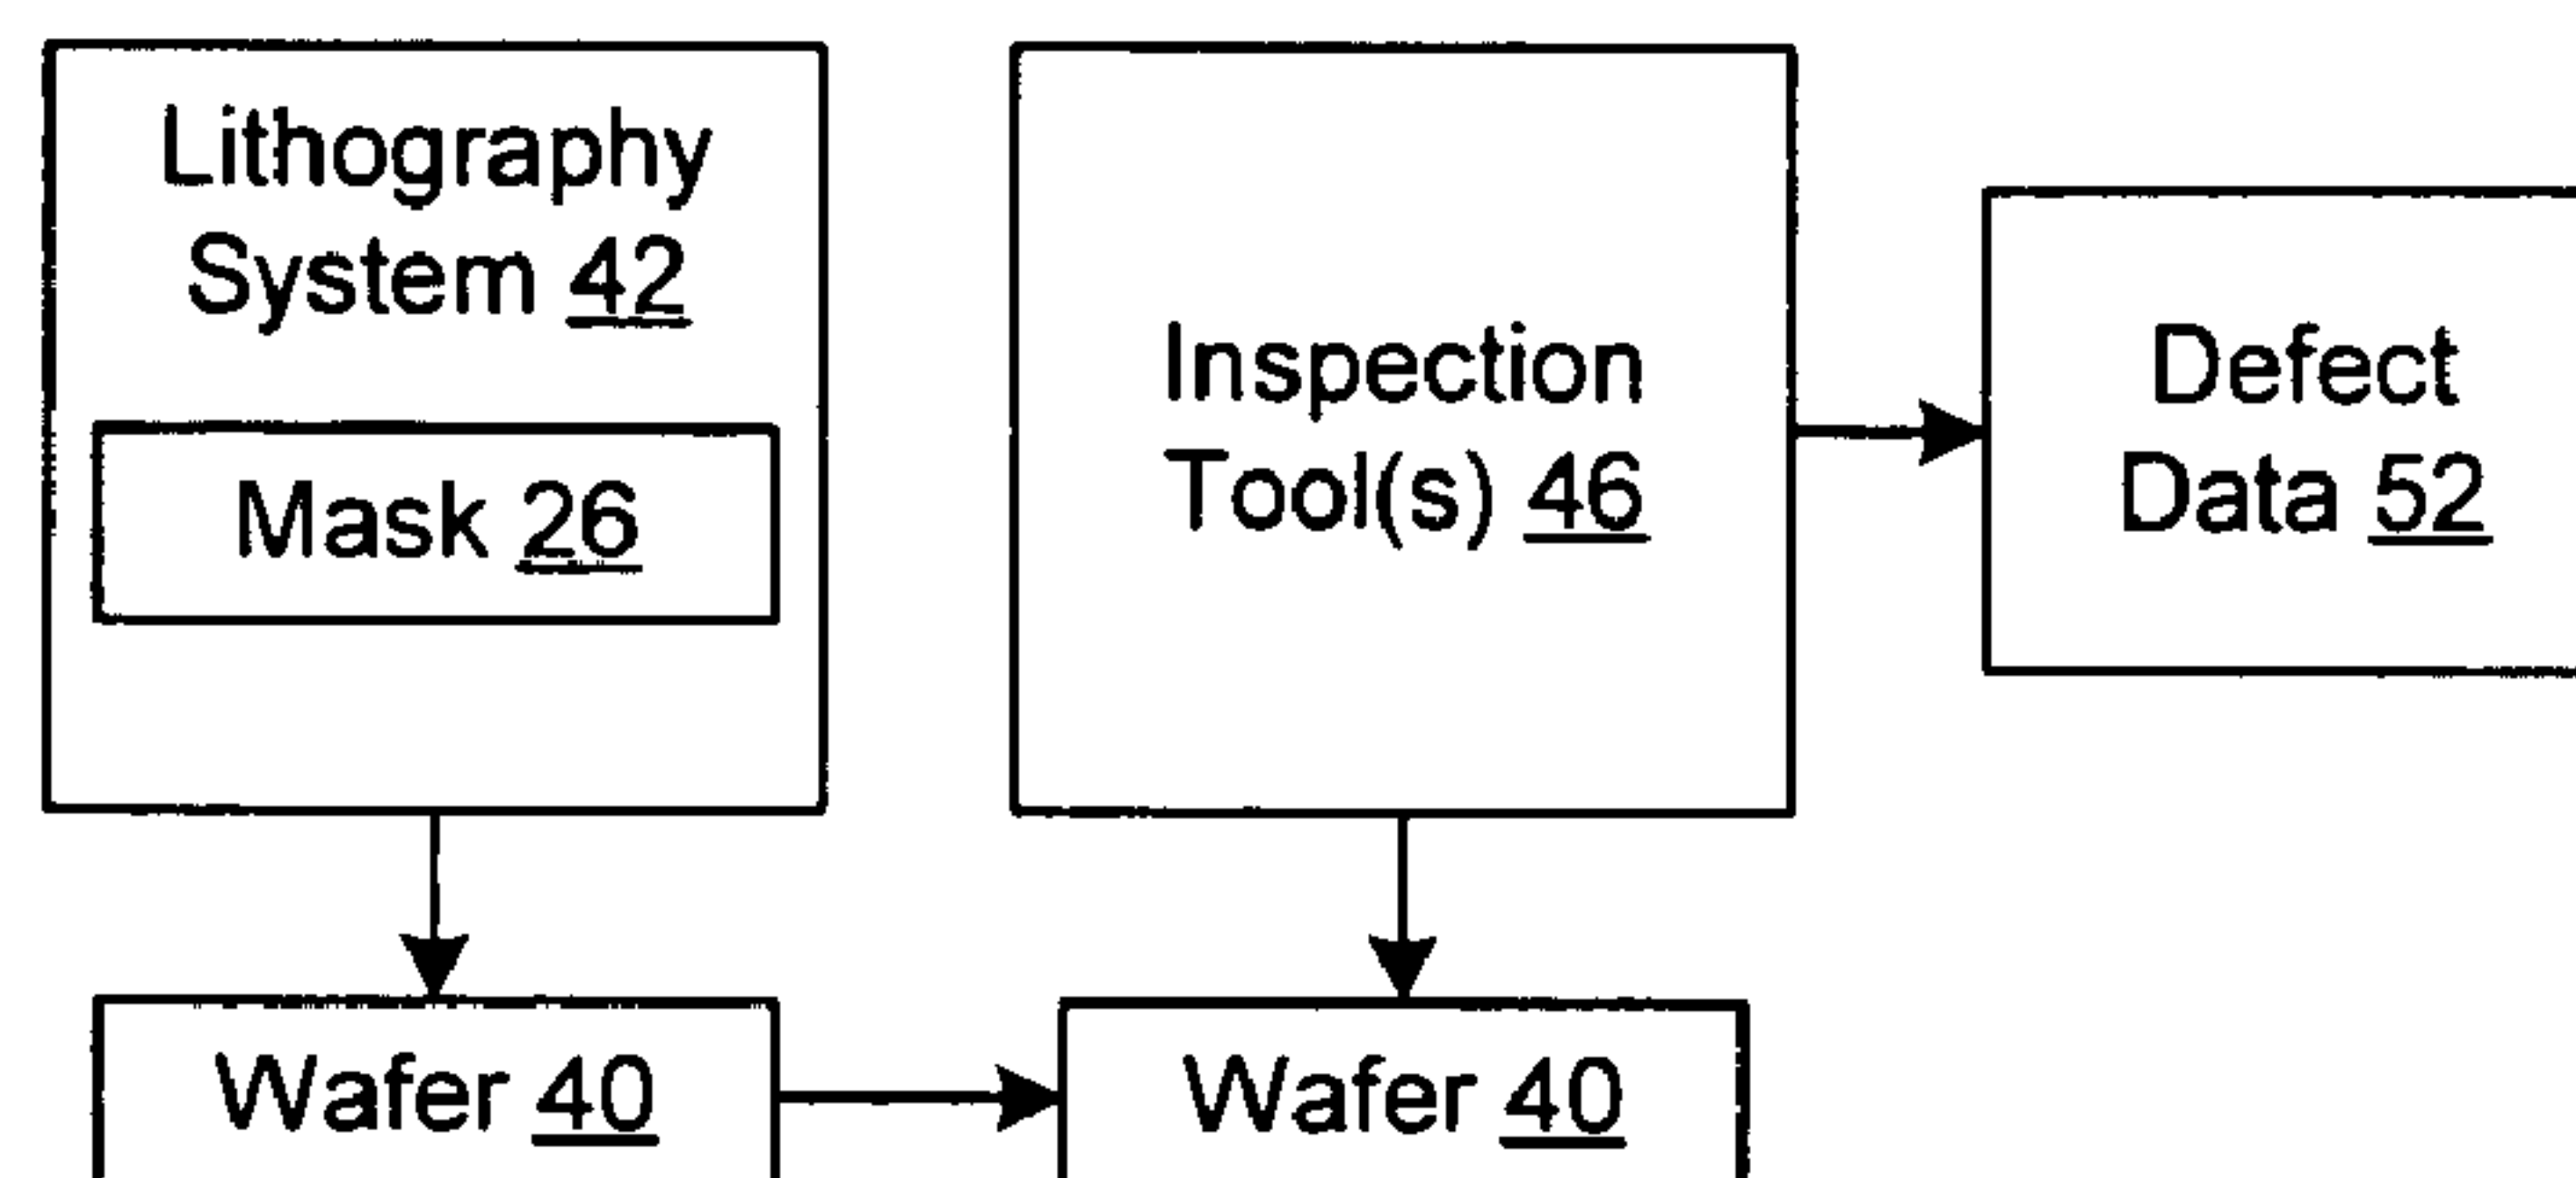 Lithography
System 42
Mask 26
Inspection
Tool(s) 46
Defect
Data 52
Wafer 40
Wafer 40